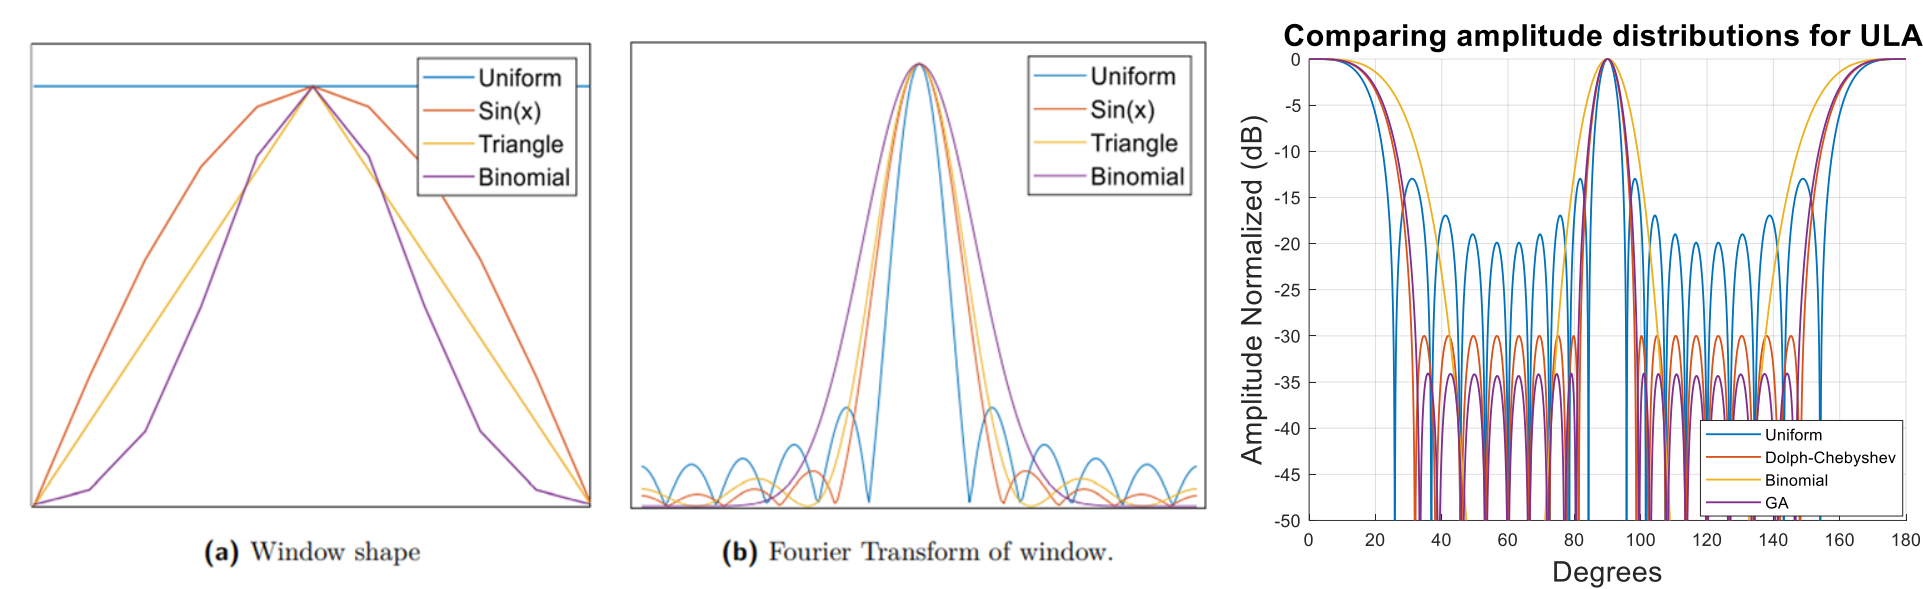 Uniform
Sin(x)
Triangle
Binomial
(a) Window shape
Uniform
Sin(x)
Triangle
Binomial
(b) Fourier Transform of window.
Comparing amplitude distributions for ULA
Amplitude Normalized (dB)
0
-5
-10
-15
-20
-25
-30
-35
-40
-45
-50
Uniform
Dolph-Chebyshev
Binomial
GA
0 20 40 60 80 100 120 140 160 180
Degrees